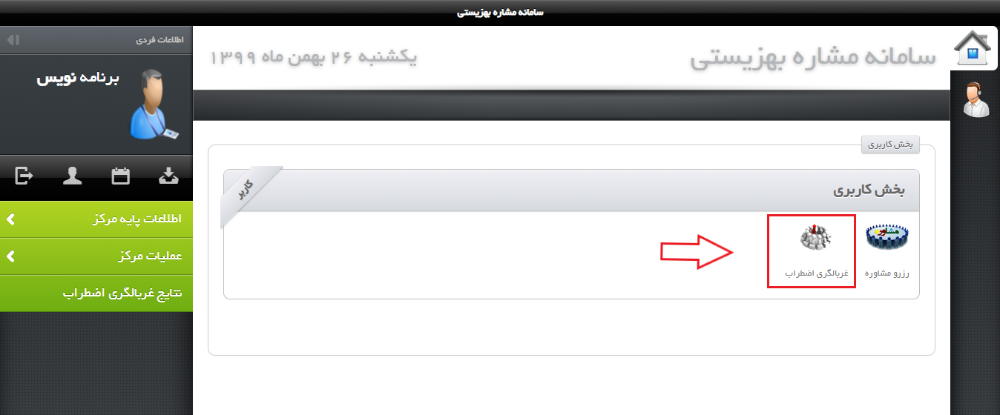 سامانه مشاره بهزیستی
سامانه مشاره بهزیستی
یکشنبه ۲۶ بهمن ماه ۱۳۹۹
اطلاعات فردی
برنامه نویس
اطلاعات پایه مرکز
عملیات مرکز
نتایج غربالگری اضطراب
بخش کاربری
بخش کاربری
کاربر
مشاوره
رزرو مشاوره
غربالگری اضطراب